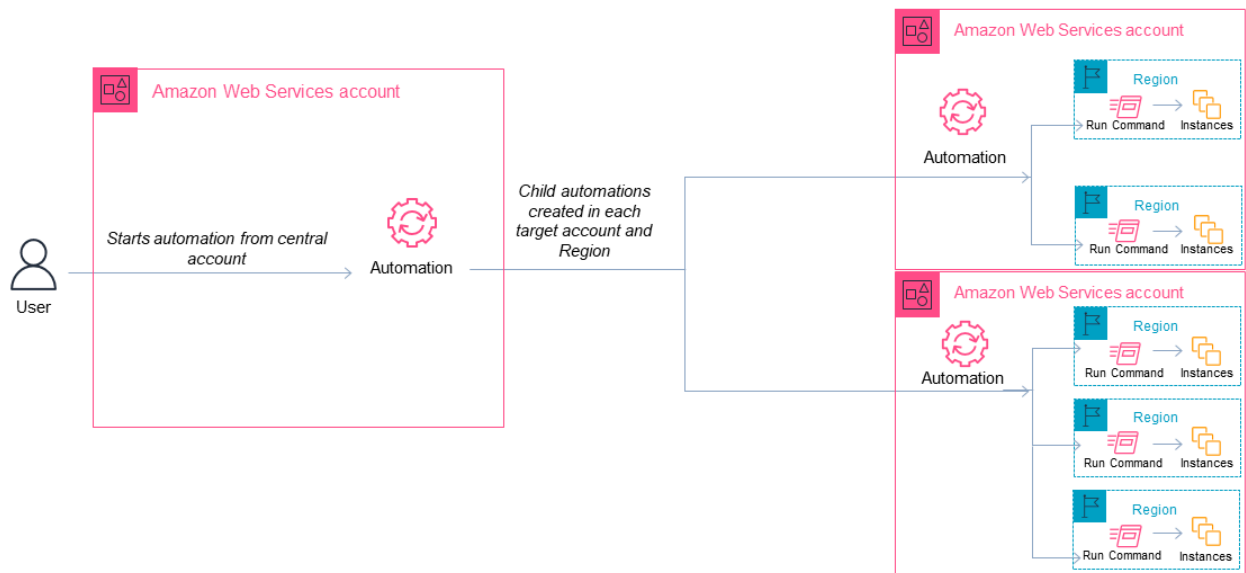 Amazon Web Services account
Starts automation from central
account
User
Automation
Child automations
created in each
target account and
Region
Amazon Web Services account
Automation
Region
Run Command
Instances
Region
Run Command
Instances
Amazon Web Services account
Automation
Region
Run Command
Instances
Region
Run Command
Instances
Region
Run Command
Instances